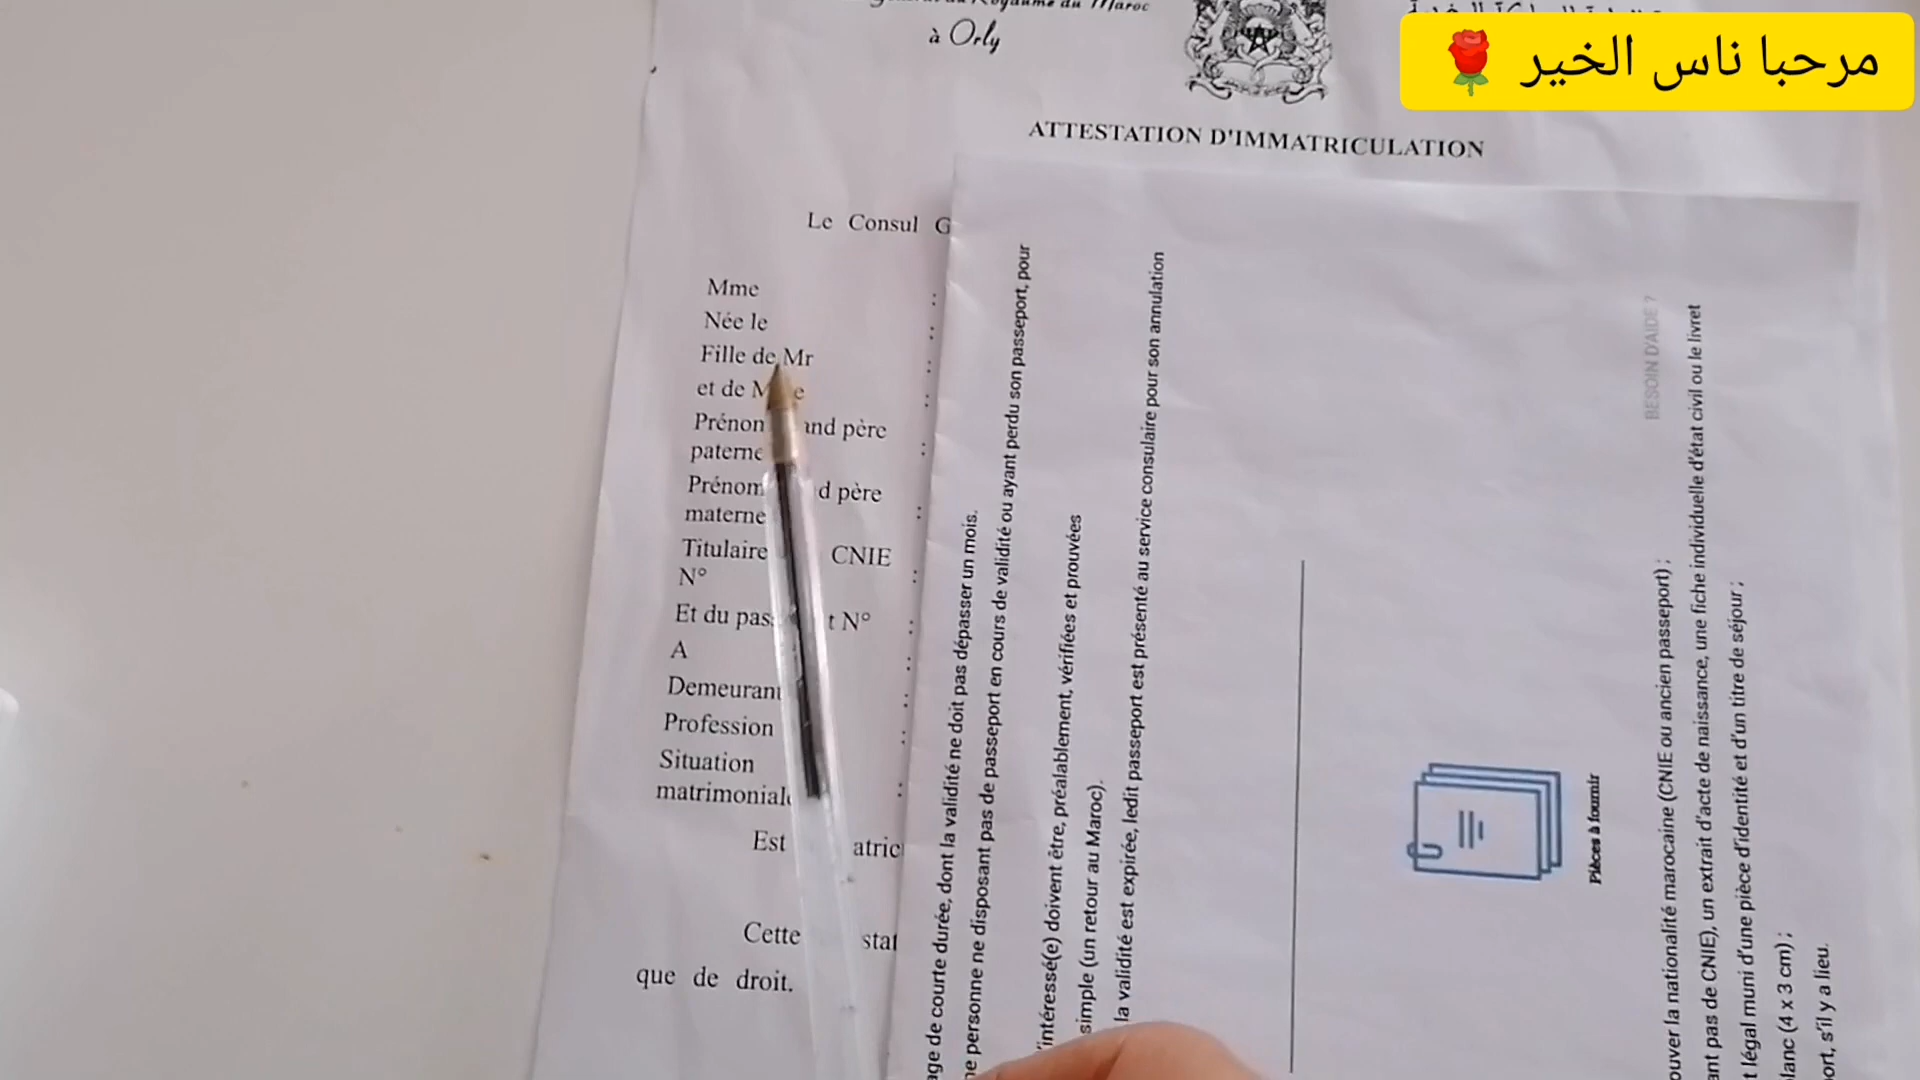 du Maroc
à Orly
مرحبا ناس الخير
ATTESTATION D'IMMATRICULATION
Le Consul G
Mme :
Née le :
Fille de Mr :
et de :
and père
paterne :
Prénom d père
materne :
Titulaire CNIE
N° :
Et du pas t N° :
A :
Demeurant :
Profession :
Situation
matrimoniale :
Est atric
Cette stat
que de droit.
age de courte durée, dont la validité ne doit pas dépasser un mois.
ne personne ne disposant pas de passeport en cours de validité ou ayant perdu son passeport, pour
l'intéressé(e) doivent être, préalablement, vérifiées et prouvées
simple (un retour au Maroc).
la validité est expirée, ledit passeport est présenté au service consulaire pour son annulation
Pièces à fournir
BESOIN D'AIDE ?
ouver la nationalité marocaine (CNIE ou ancien passeport) ;
ant pas de CNIE), un extrait d'acte de naissance, une fiche individuelle d'état civil ou le livret
t légal muni d'une pièce d'identité et d'un titre de séjour ;
lanc (4 x 3 cm) ;
ort, s'il y a lieu.